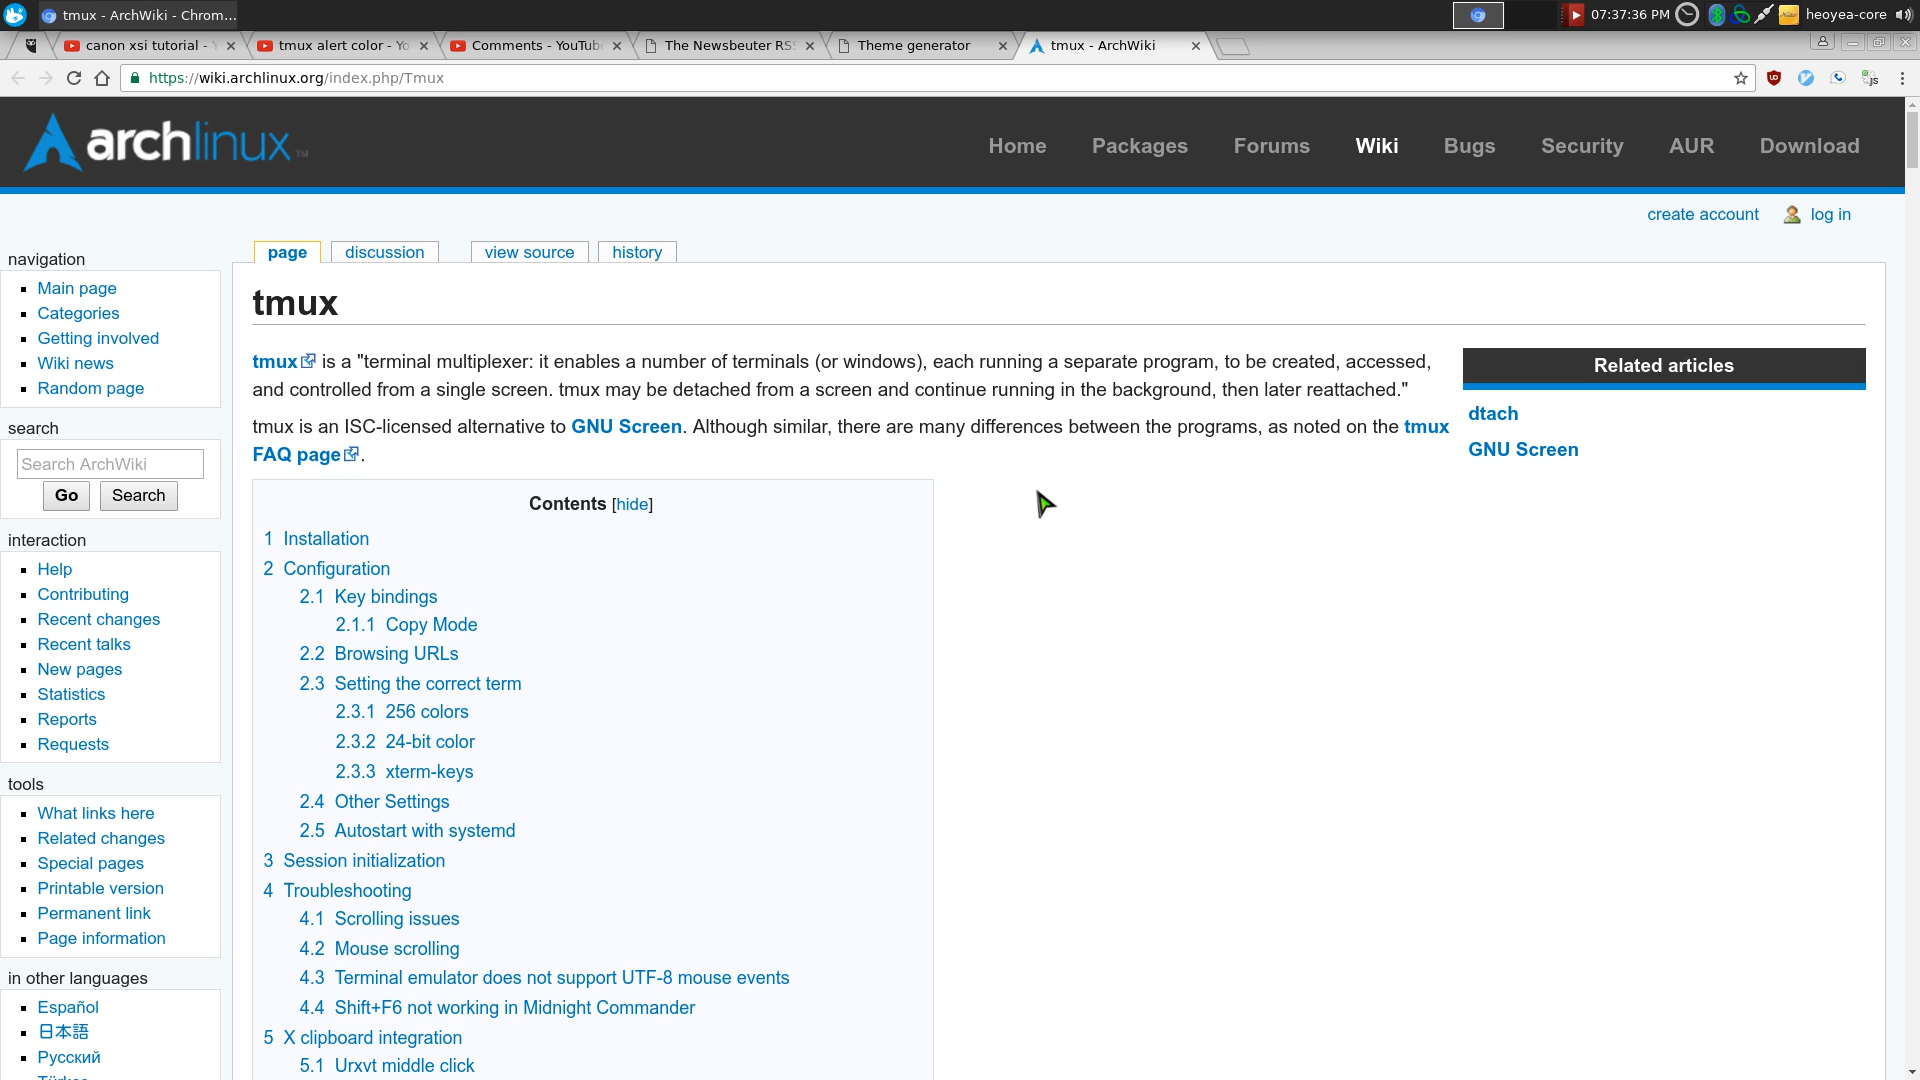 tmux - ArchWiki - Chrom...
07:37:36 PM
heoyea-core
canon xsi tutorial -
tmux alert color - Yo
Comments - YouTub
The Newsbeuter RSS
Theme generator
tmux - ArchWiki
https://wiki.archlinux.org/index.php/Tmux
archlinux™
Home
Packages
Forums
Wiki
Bugs
Security
AUR
Download
create account
log in
page
discussion
view source
history
navigation
Main page
Categories
Getting involved
Wiki news
Random page
search
Search ArchWiki
Go
Search
interaction
Help
Contributing
Recent changes
Recent talks
New pages
Statistics
Reports
Requests
tools
What links here
Related changes
Special pages
Printable version
Permanent link
Page information
in other languages
Español
日本語
Русский
tmux
tmux is a "terminal multiplexer: it enables a number of terminals (or windows), each running a separate program, to be created, accessed,
and controlled from a single screen. tmux may be detached from a screen and continue running in the background, then later reattached."
tmux is an ISC-licensed alternative to GNU Screen. Although similar, there are many differences between the programs, as noted on the tmux
FAQ page.
Related articles
dtach
GNU Screen
Contents [hide]
1 Installation
2 Configuration
2.1 Key bindings
2.1.1 Copy Mode
2.2 Browsing URLs
2.3 Setting the correct term
2.3.1 256 colors
2.3.2 24-bit color
2.3.3 xterm-keys
2.4 Other Settings
2.5 Autostart with systemd
3 Session initialization
4 Troubleshooting
4.1 Scrolling issues
4.2 Mouse scrolling
4.3 Terminal emulator does not support UTF-8 mouse events
4.4 Shift+F6 not working in Midnight Commander
5 X clipboard integration
5.1 Urxvt middle click